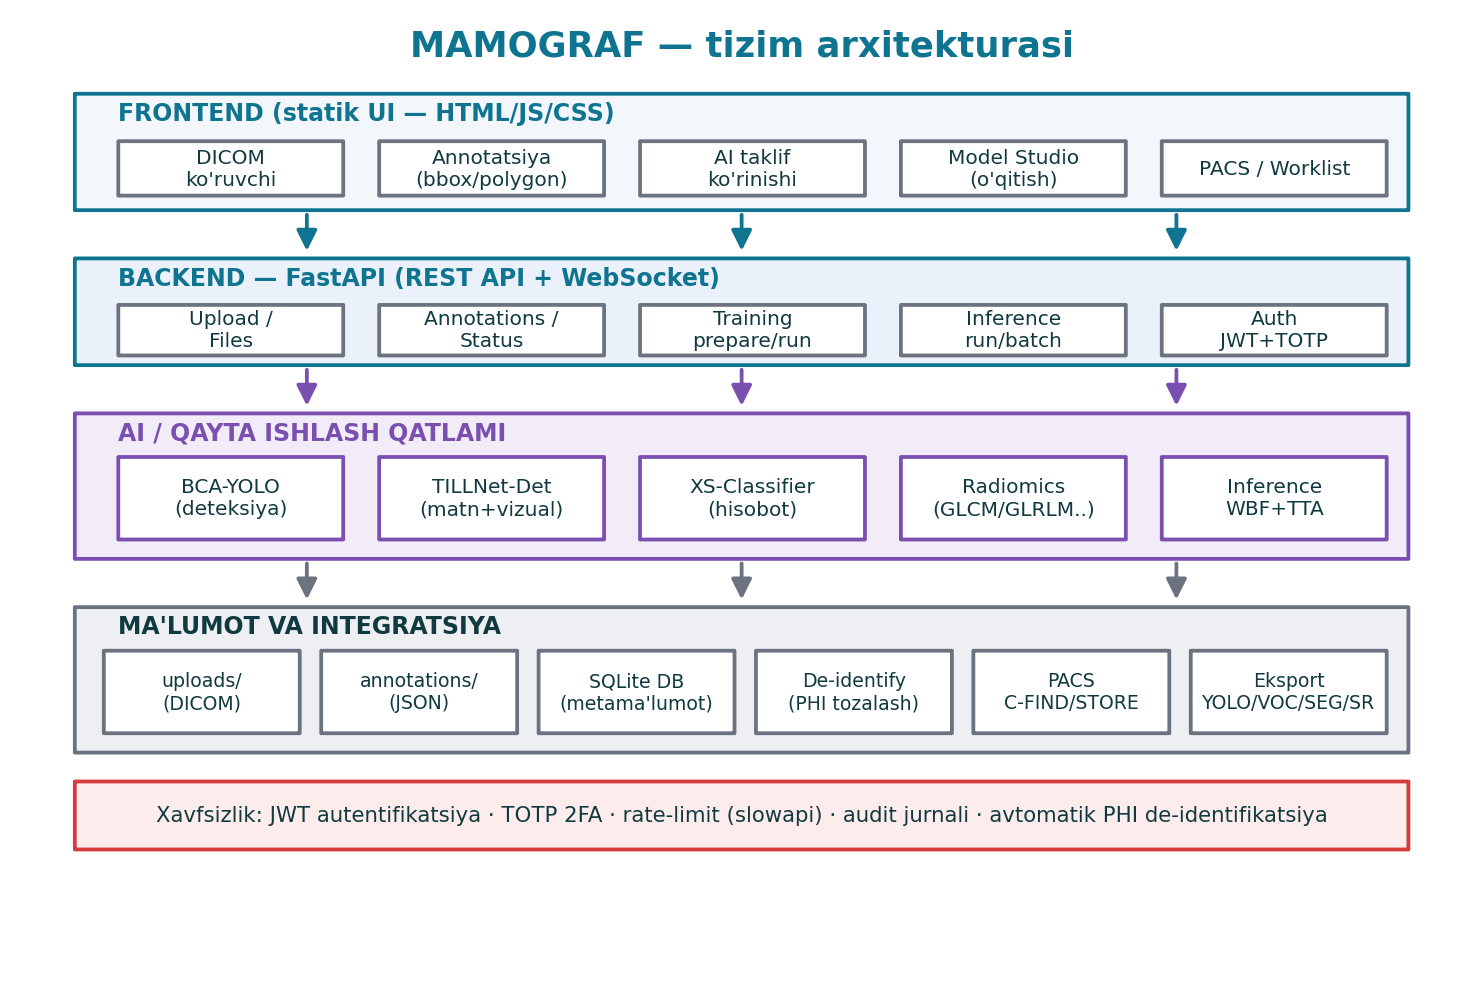 MAMOGRAF — tizim arxitekturasi
FRONTEND (statik UI — HTML/JS/CSS)
DICOM
ko'ruvchi
Annotatsiya
(bbox/polygon)
AI taklif
ko'rinishi
Model Studio
(o'qitish)
PACS / Worklist
BACKEND — FastAPI (REST API + WebSocket)
Upload /
Files
Annotations /
Status
Training
prepare/run
Inference
run/batch
Auth
JWT+TOTP
AI / QAYTA ISHLASH QATLAMI
BCA-YOLO
(deteksiya)
TILLNet-Det
(matn+vizual)
XS-Classifier
(hisobot)
Radiomics
(GLCM/GLRLM..)
Inference
WBF+TTA
MA'LUMOT VA INTEGRATSIYA
uploads/
(DICOM)
annotations/
(JSON)
SQLite DB
(metama'lumot)
De-identify
(PHI tozalash)
PACS
C-FIND/STORE
Eksport
YOLO/VOC/SEG/SR
Xavfsizlik: JWT autentifikatsiya · TOTP 2FA · rate-limit (slowapi) · audit jurnali · avtomatik PHI de-identifikatsiya